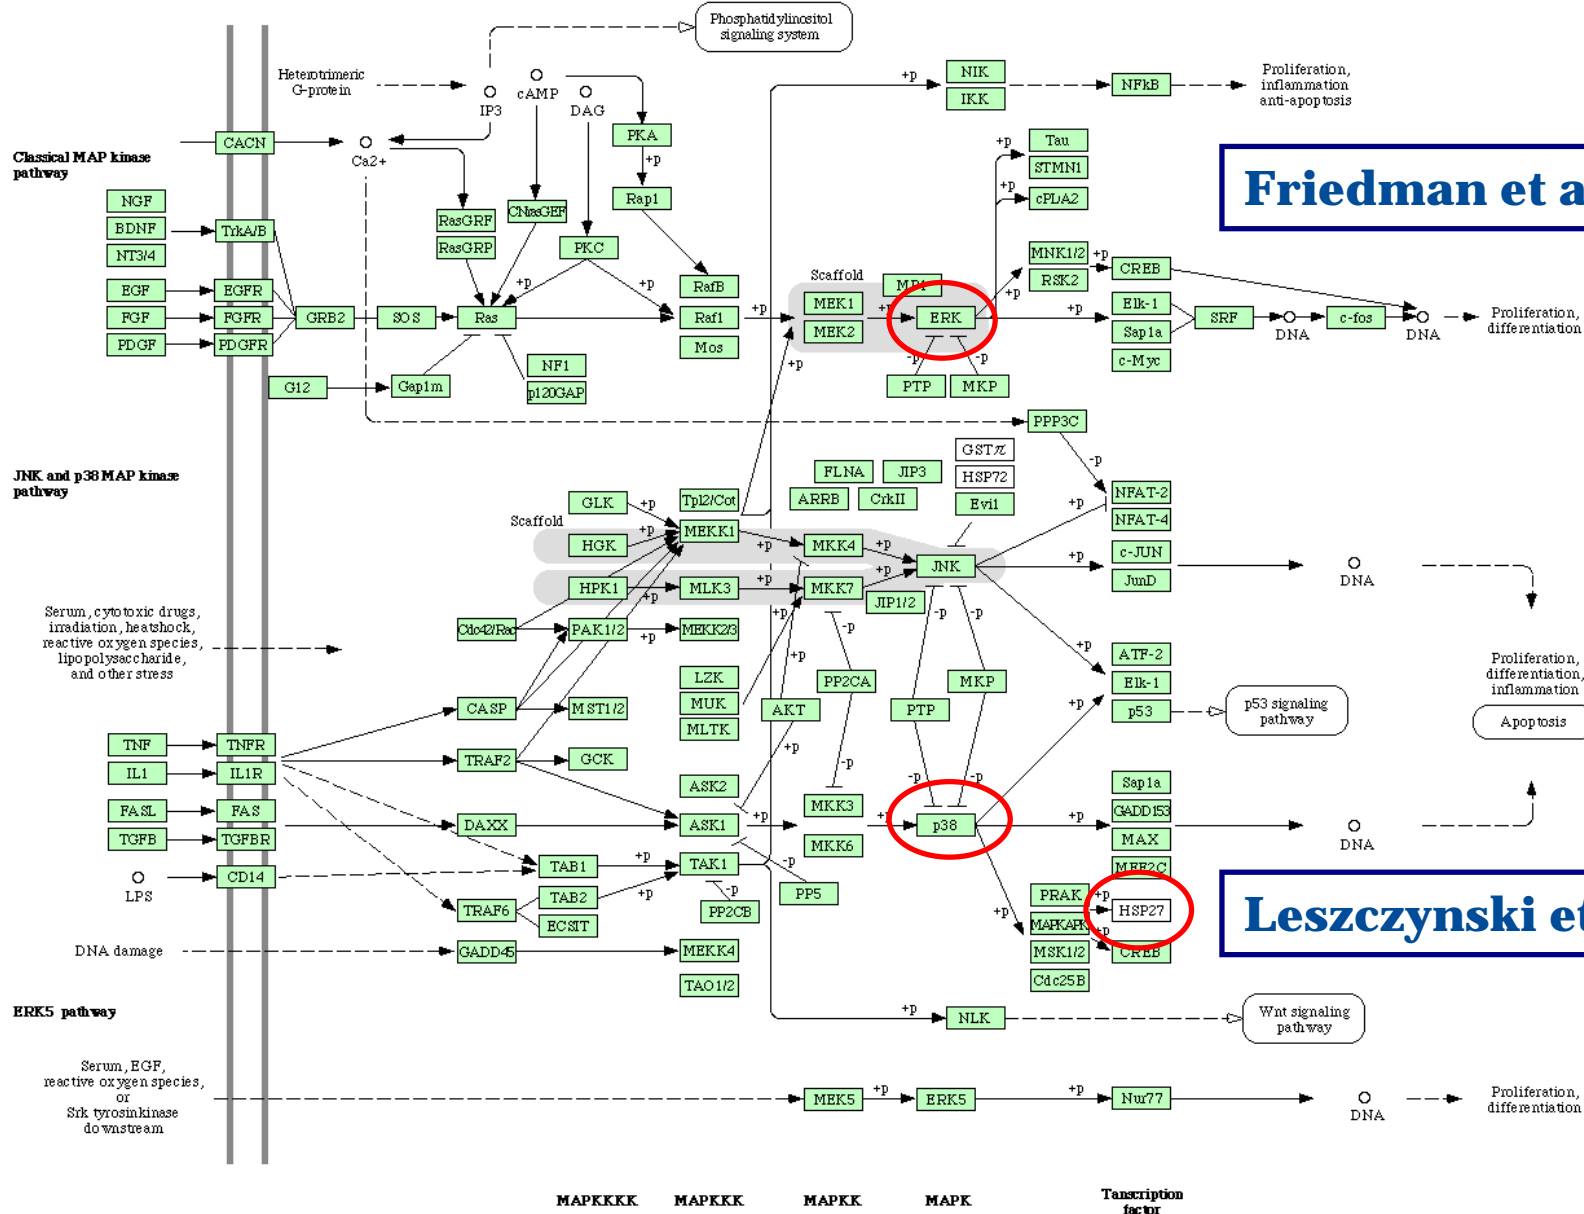 Phosphatidylinositol
signaling system
Heterotrimeric
G-protein
IP3
cAMP
DAG
+p
NIK
IKK
NFkB
Proliferation,
inflammation
anti-apoptosis
CACN
Ca2+
PKA
+p
Rap1
Classical MAP kinase
pathway
Tau
STMN1
+p
+p
cPLA2
Friedman et a
NGF
BDNF
NT3/4
TrkA/B
RasGRF
RasGRP
CNrasGEF
PKC
+p
+p
RafB
Scaffold
MP1
MNK1/2
RSK2
+p
+p
CREB
EGF
EGFR
FGF
FGFR
PDGF
PDGFR
GRB2
SOS
Ras
Raf1
Mos
+p
MEK1
MEK2
+p
ERK
+p
Elk-1
Sap1a
c-Myc
SRF
DNA
c-fos
DNA
Proliferation,
differentiation
G12
Gap1m
NF1
p120GAP
+p
-p
-p
PTP
MKP
PPP3C
-p
JNK and p38 MAP kinase
pathway
GSTπ
HSP72
Evi1
FLNA
JIP3
ARRB
CrkII
NFAT-2
NFAT-4
Scaffold
GLK
HGK
HPK1
+p
+p
+p
Tpl2/Cot
MEKK1
MLK3
+p
+p
MKK4
MKK7
+p
+p
JNK
JIP1/2
+p
+p
c-JUN
JunD
DNA
Serum, cytotoxic drugs,
irradiation, heatshock,
reactive oxygen species,
lipopolysaccharide,
and other stress
Cdc42/Rac
PAK1/2
+p
MEKK2/3
+p
+p
-p
-p
-p
PP2CA
MKP
+p
ATF-2
Elk-1
p53
p53 signaling
pathway
Proliferation,
differentiation,
inflammation
Apoptosis
LZK
MUK
MLTK
AKT
PTP
CASP
MST1/2
TRAF2
GCK
+p
-p
-p
-p
+p
TNF
TNFR
IL1
IL1R
FASL
FAS
TGFB
TGFBR
LPS
CD14
DAXX
ASK2
ASK1
+p
MKK3
MKK6
+p
p38
+p
Sap1a
GADD153
MAX
MEF2C
DNA
TAB1
+p
TAK1
-p
PP5
TAB2
ECSIT
+p
-p
PP2CB
TRAF6
+p
PRAK
MAPKAPK
MSK1/2
Cdc25B
+p
+p
HSP27
CREB
Leszczynski et
DNA damage
GADD45
MEKK4
TAO1/2
ERK5 pathway
+p
NLK
Wnt signaling
pathway
Serum, EGF,
reactive oxygen species,
or
Srk tyrosinkinase
downstream
MEK5
+p
ERK5
+p
Nur77
DNA
Proliferation,
differentiation
MAPKKKK
MAPKKK
MAPKK
MAPK
Tanscription
factor